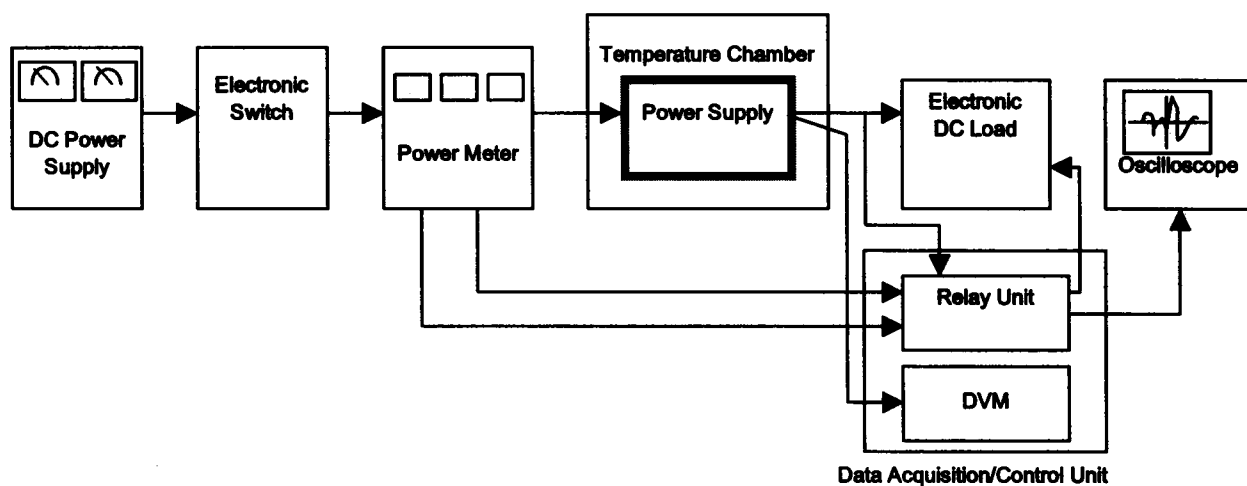 DC Power
Supply
Electronic
Switch
Power Meter
Temperature Chamber
Power Supply
Electronic
DC Load
Oscilloscope
Relay Unit
DVM
Data Acquisition/Control Unit